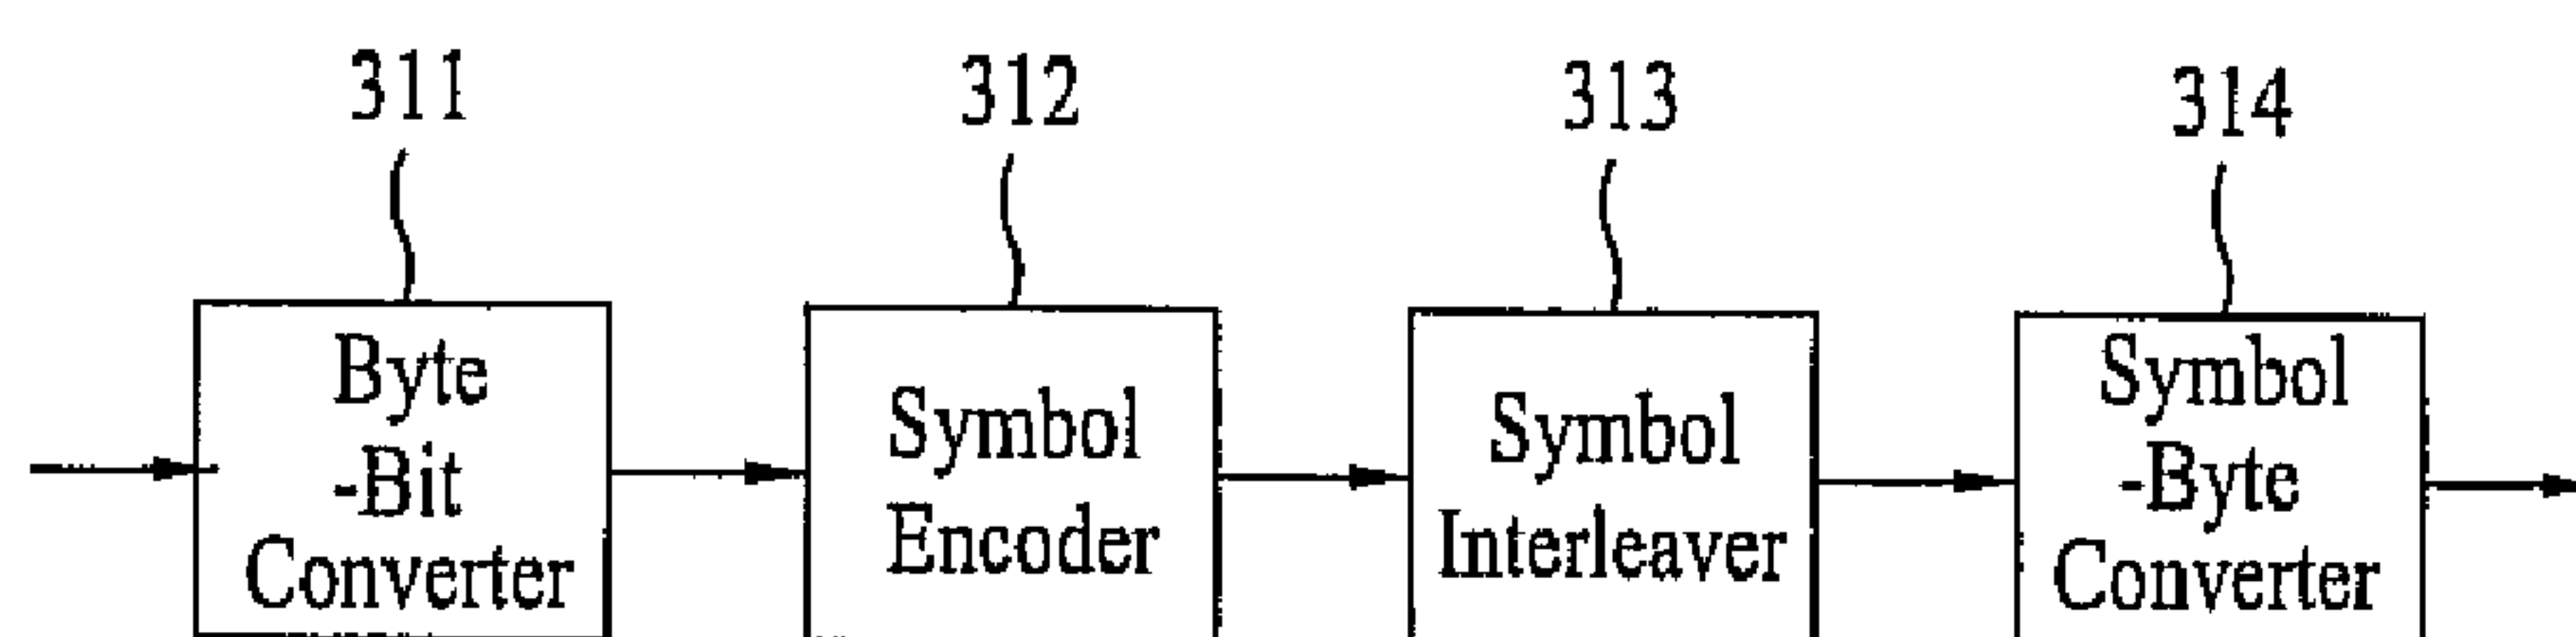 311
312
313
314
Byte
-Bit
Converter
Symbol
Encoder
Symbol
Interleaver
Symbol
-Byte
Converter